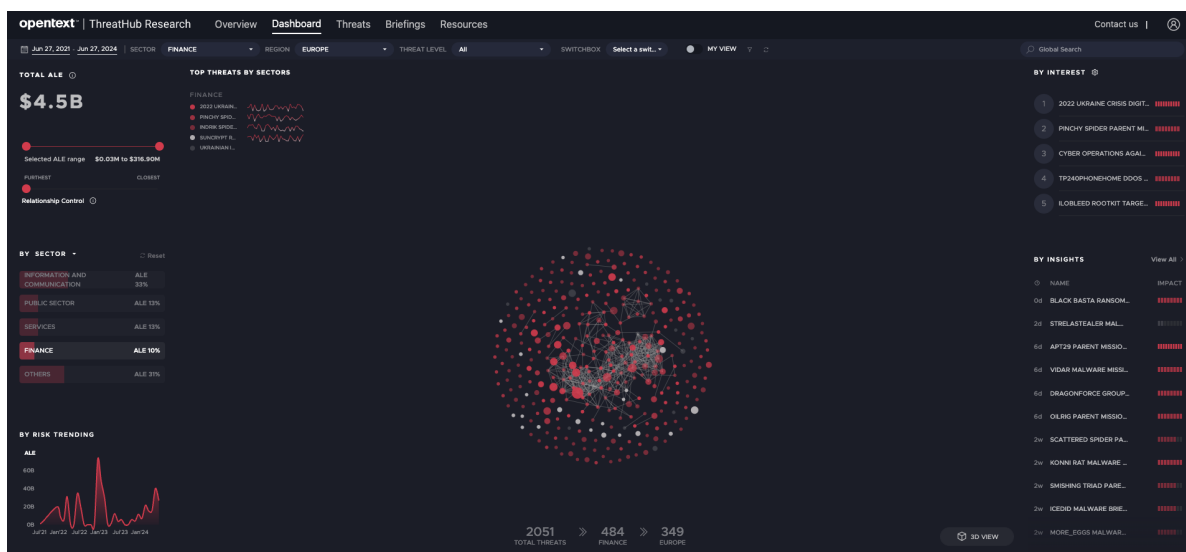 opentext™ | ThreatHub Research Overview Dashboard Threats Briefings Resources Contact us |
Jun 27, 2021 - Jun 27, 2024 | SECTOR FINANCE REGION EUROPE THREAT LEVEL All SWITCHBOX Select a swit... MY VIEW Global Search
TOTAL ALE
$4.5B
Selected ALE range $0.03M to $316.90M
FURTHEST CLOSEST
Relationship Control
TOP THREATS BY SECTORS
FINANCE
2022 UKRAIN...
PINCHY SPID...
INDRIK SPIDE...
SUNCRYPT R...
UKRAINIAN I...
BY SECTOR Reset
INFORMATION AND COMMUNICATION ALE 33%
PUBLIC SECTOR ALE 13%
SERVICES ALE 13%
FINANCE ALE 10%
OTHERS ALE 31%
BY RISK TRENDING
ALE
60B
40B
20B
0B
Jul'21 Jan'22 Jul'22 Jan'23 Jul'23 Jan'24
2051 » 484 » 349
TOTAL THREATS FINANCE EUROPE
3D VIEW
BY INTEREST
1 2022 UKRAINE CRISIS DIGIT...
2 PINCHY SPIDER PARENT MI...
3 CYBER OPERATIONS AGAI...
4 TP240PHONEHOME DDOS ...
5 ILOBLEED ROOTKIT TARGE...
BY INSIGHTS View All >
NAME IMPACT
0d BLACK BASTA RANSOM...
2d STRELASTEALER MAL...
6d APT29 PARENT MISSIO...
6d VIDAR MALWARE MISSI...
6d DRAGONFORCE GROUP...
6d OILRIG PARENT MISSIO...
2w SCATTERED SPIDER PA...
2w KONNI RAT MALWARE ...
2w SMISHING TRIAD PARE...
2w ICEDID MALWARE BRIE...
2w MORE_EGGS MALWAR...